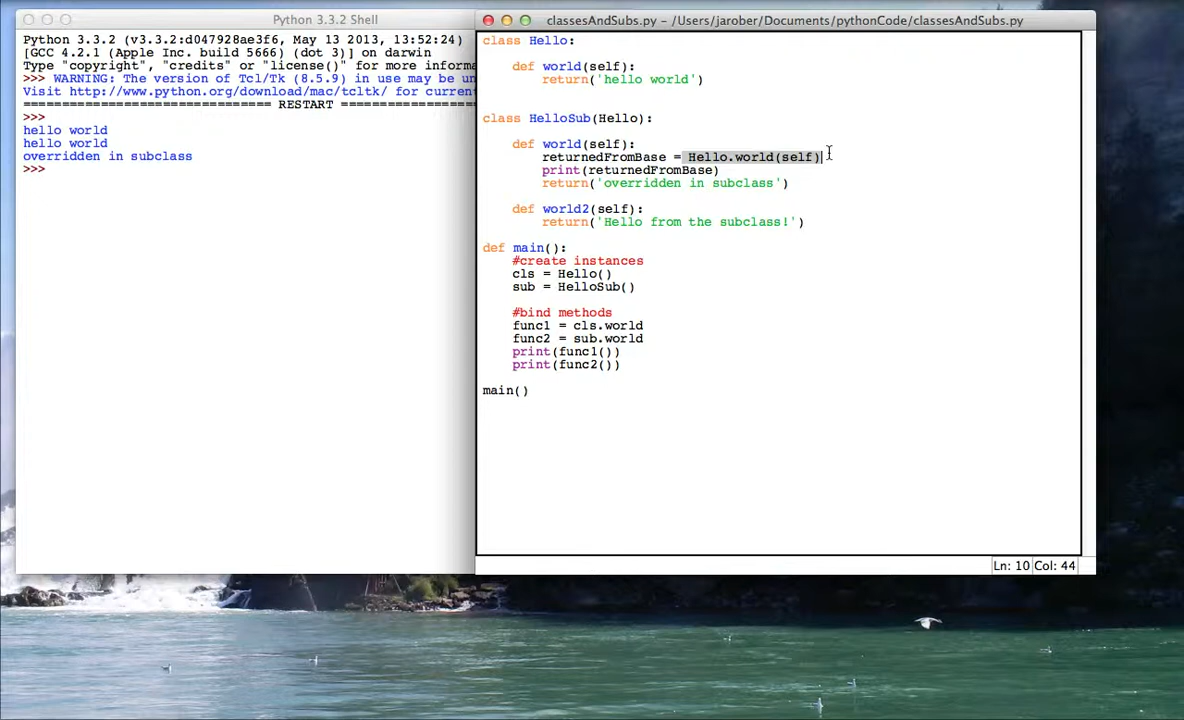 Python 3.3.2 Shell
Python 3.3.2 (v3.3.2:d047928ae3f6, May 13 2013, 13:52:24)
[GCC 4.2.1 (Apple Inc. build 5666) (dot 3)] on darwin
Type "copyright", "credits" or "license()" for more informa
>>> WARNING: The version of Tcl/Tk (8.5.9) in use may be un
Visit http://www.python.org/download/mac/tcltk/ for current
================================ RESTART ==================
>>>
hello world
hello world
overridden in subclass
>>>
classesAndSubs.py - /Users/jarober/Documents/pythonCode/classesAndSubs.py
class Hello:
def world(self):
return('hello world')
class HelloSub(Hello):
def world(self):
returnedFromBase = Hello.world(self)
print(returnedFromBase)
return('overridden in subclass')
def world2(self):
return('Hello from the subclass!')
def main():
#create instances
cls = Hello()
sub = HelloSub()
#bind methods
func1 = cls.world
func2 = sub.world
print(func1())
print(func2())
main()
Ln: 10 Col: 44